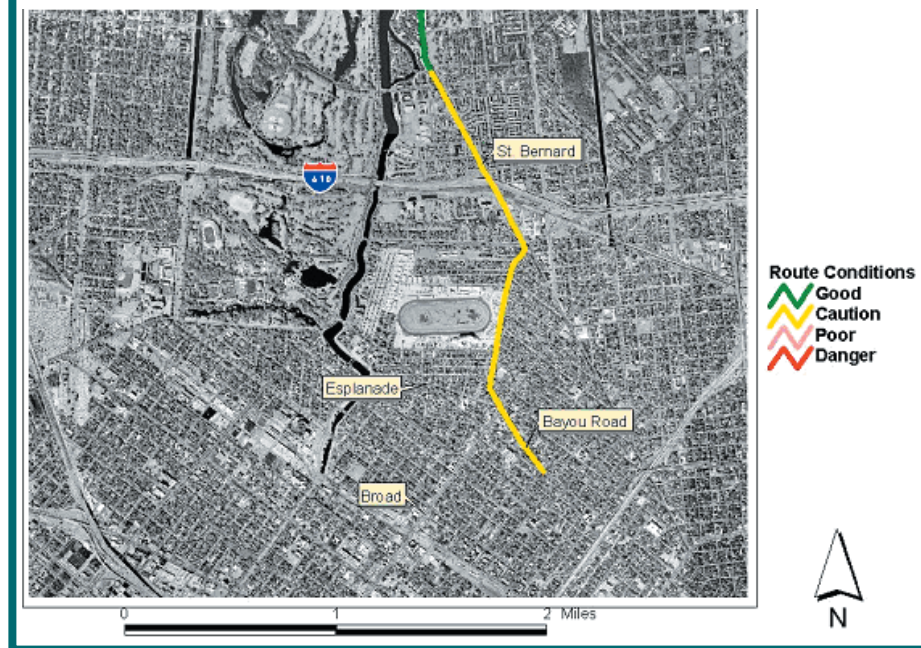 St. Bernard
610
Route Conditions
Good
Caution
Poor
Danger
Esplanade
Bayou Road
Broad
0 1 2 Miles
N